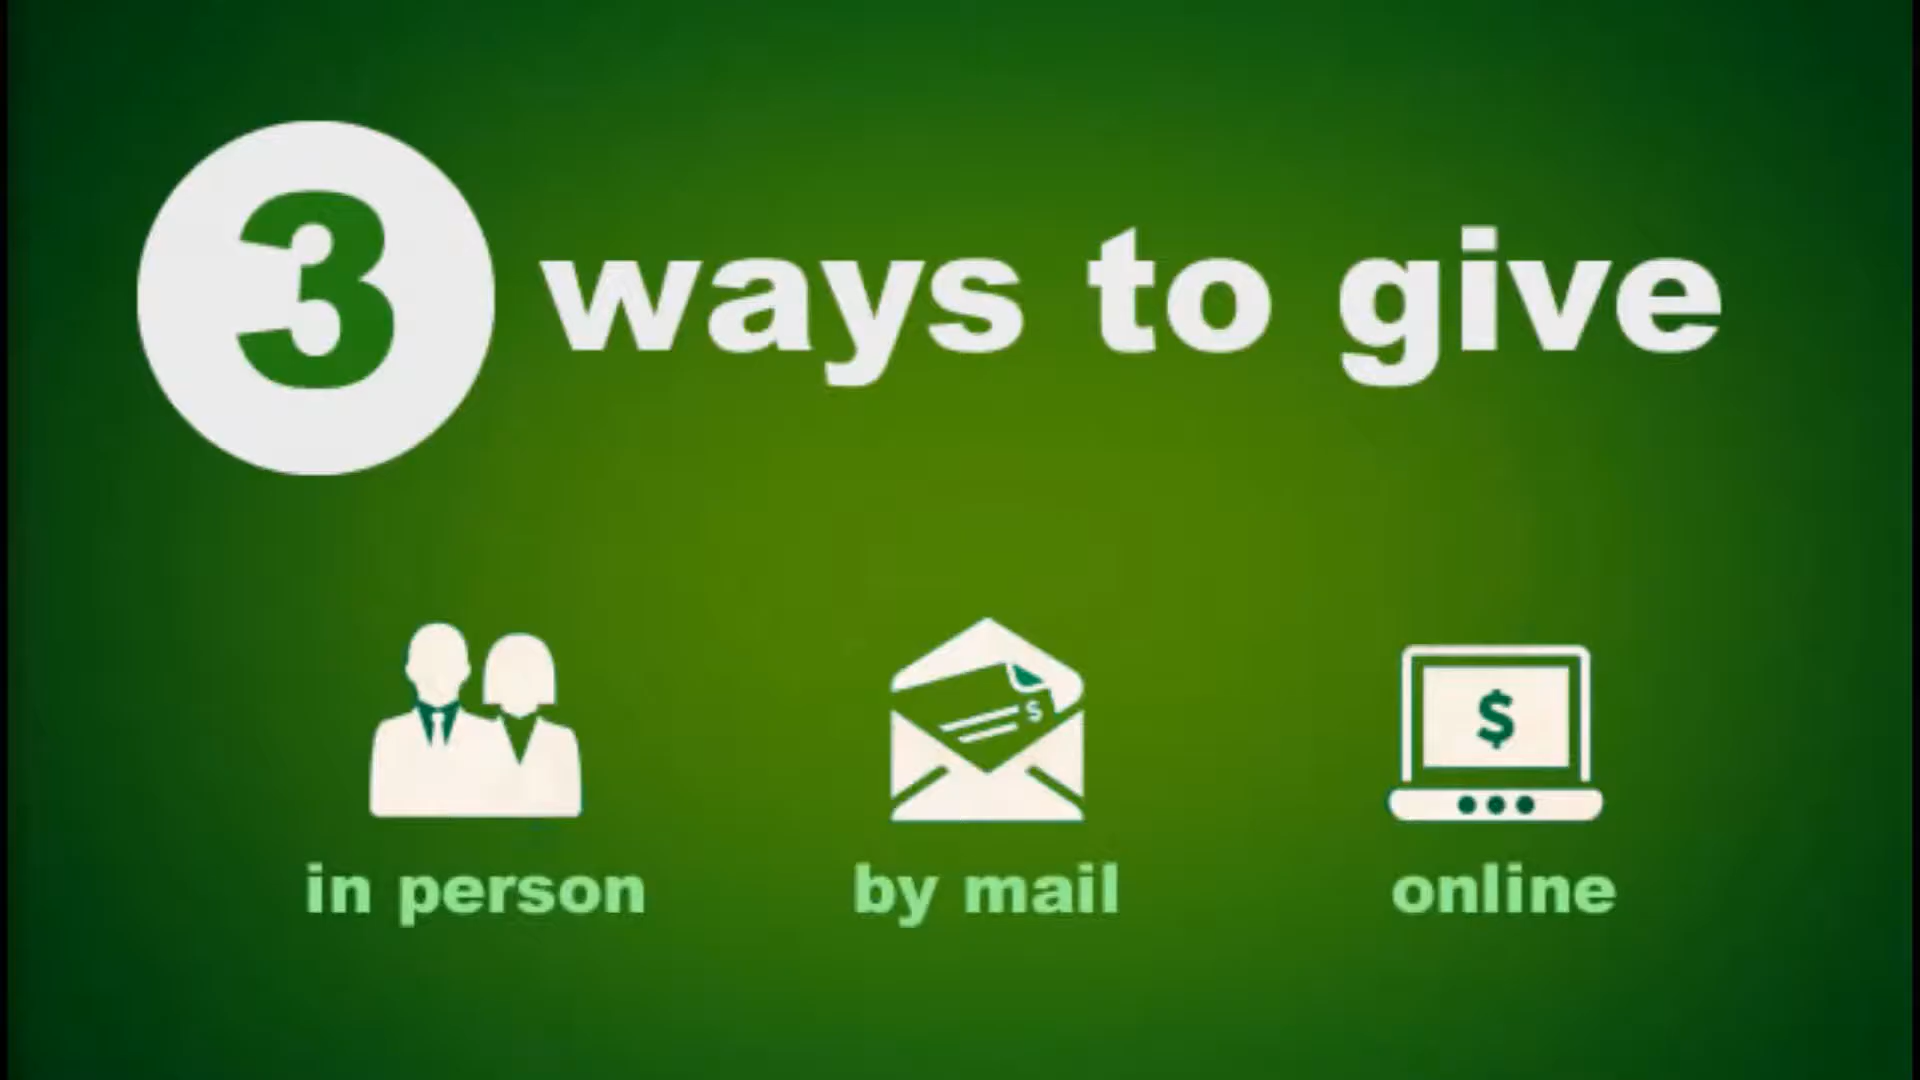 3 ways to give
$
$
in person
by mail
online